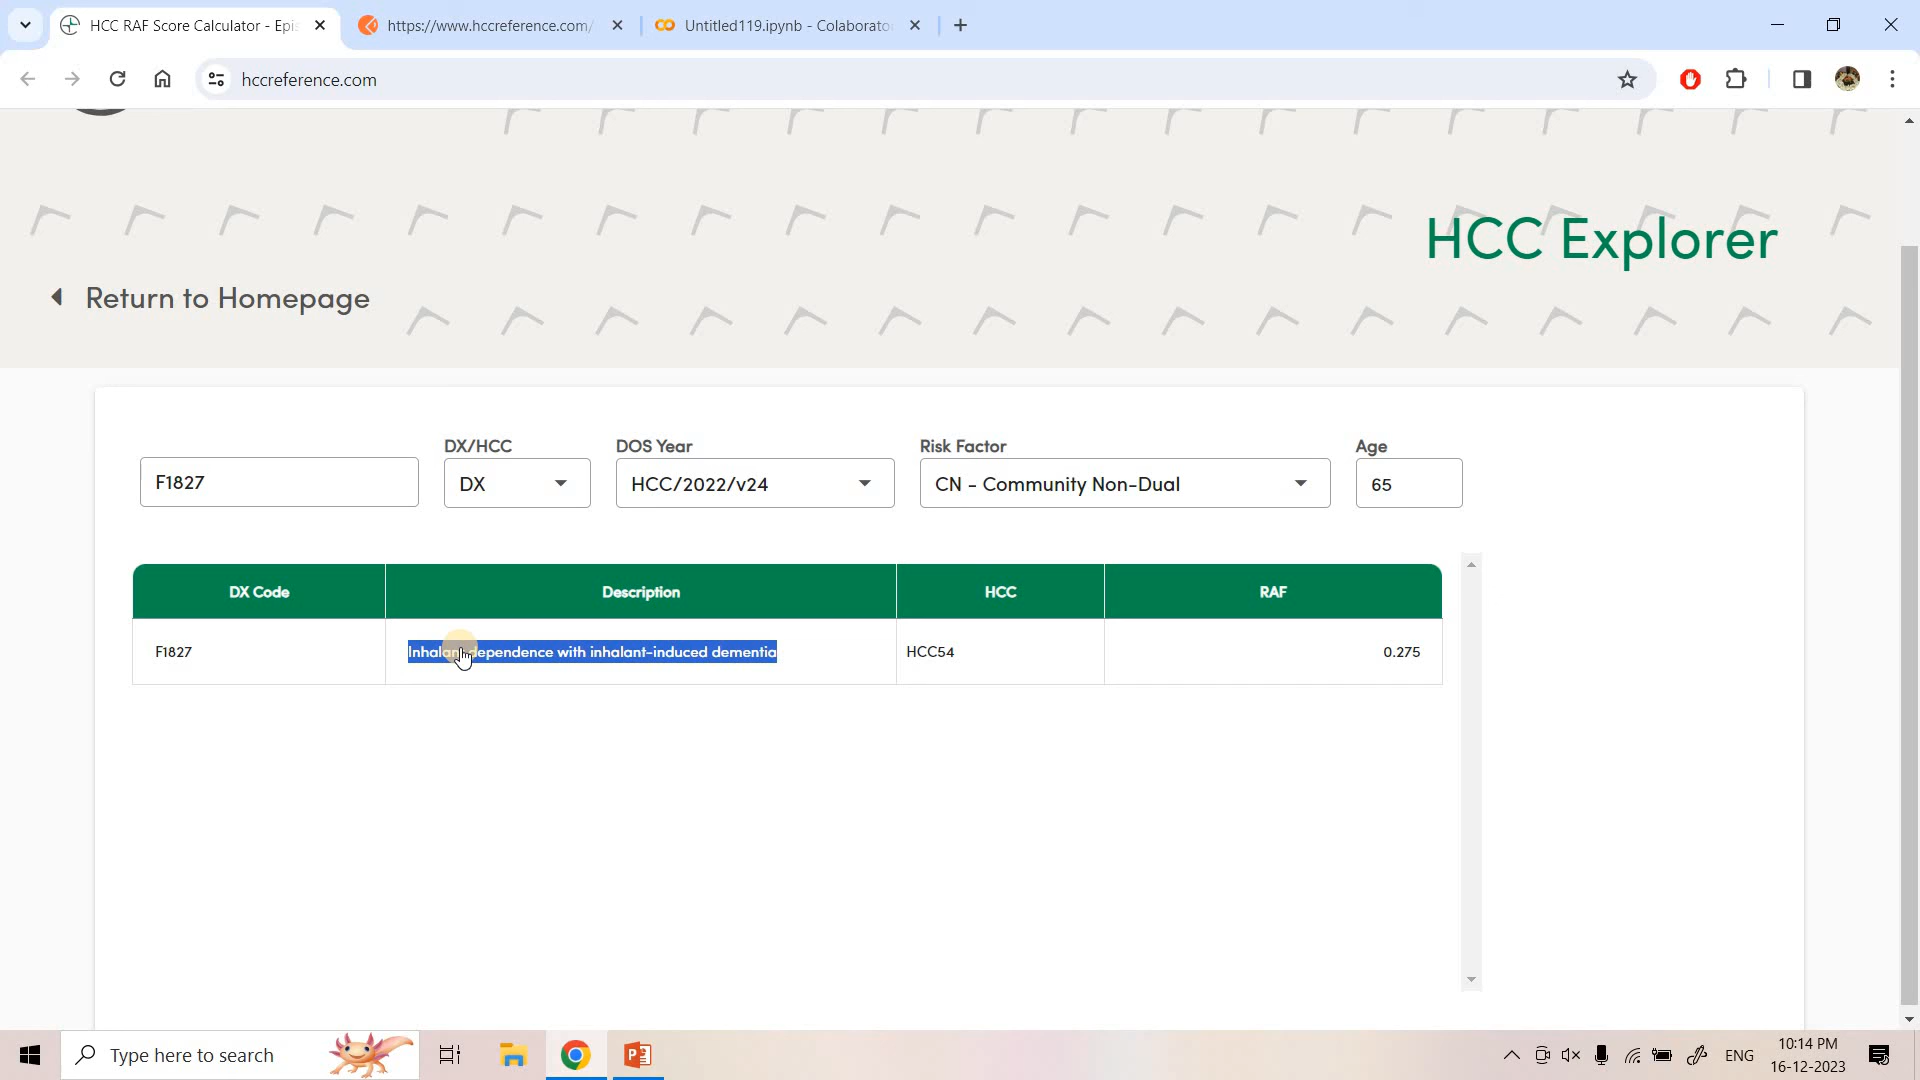 HCC RAF Score Calculator - Epis
https://www.hccreference.com/
Untitled119.ipynb - Colaborato
hccreference.com
HCC Explorer
Return to Homepage
DX/HCC
DOS Year
Risk Factor
Age
F1827
DX
HCC/2022/v24
CN - Community Non-Dual
65
DX Code
Description
HCC
RAF
F1827
Inhalant dependence with inhalant-induced dementia
HCC54
0.275
Type here to search
ENG
10:14 PM
16-12-2023